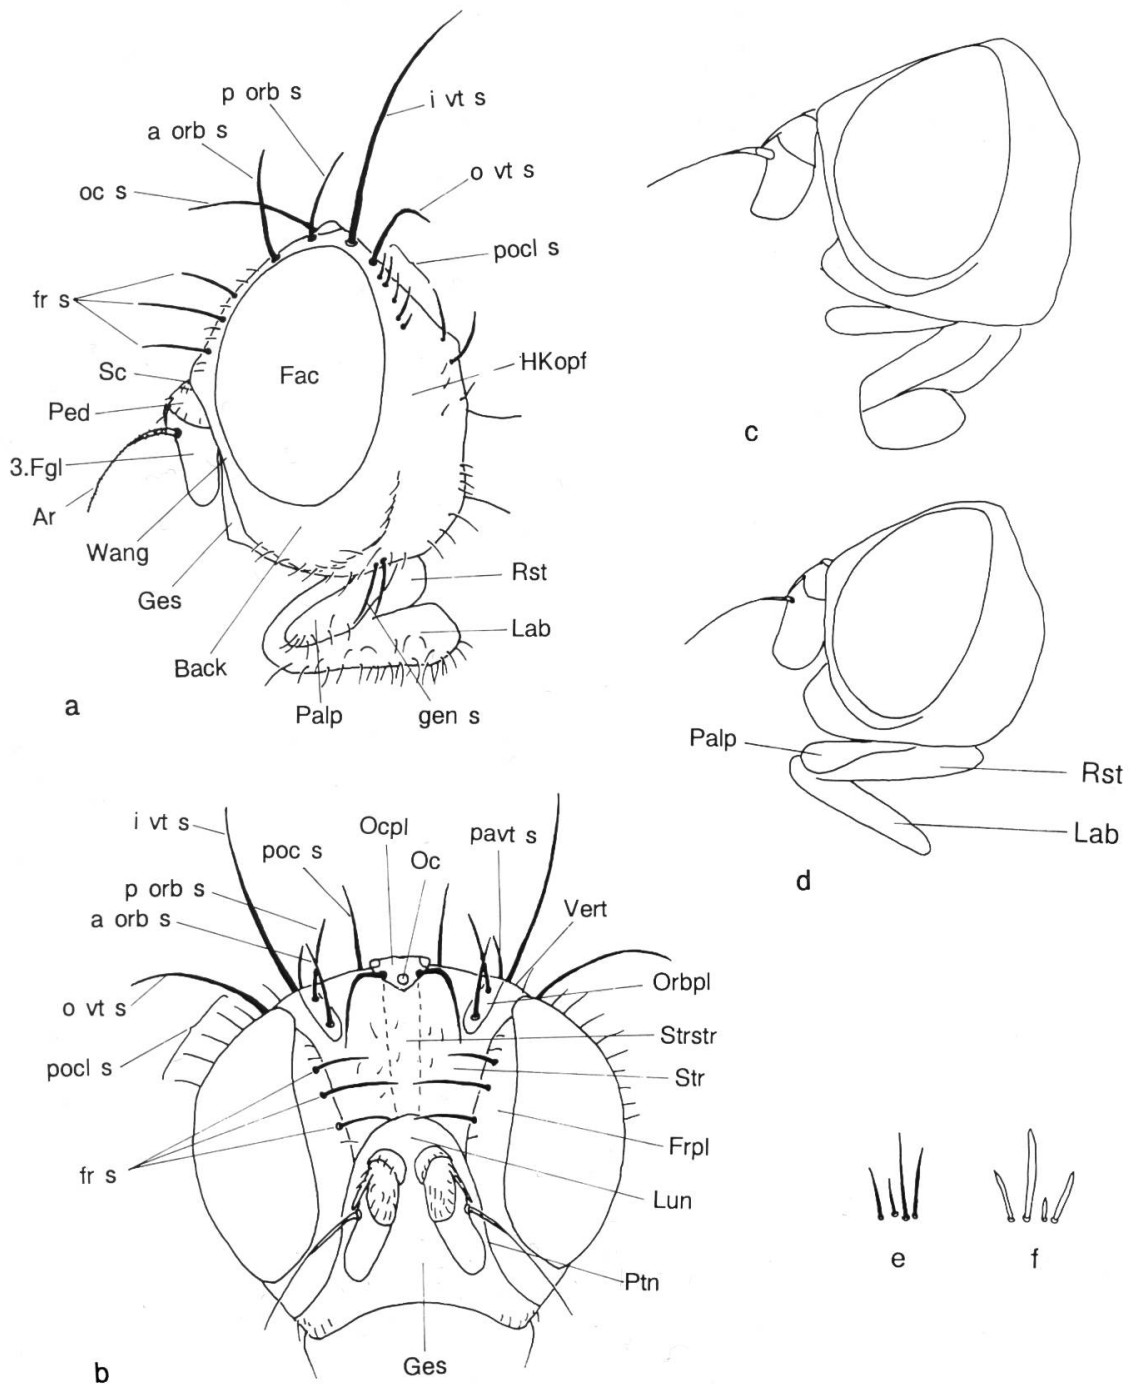 p orb s
i vt s
a orb s
o vt s
oc s
pocl s
fr s
HKopf
Sc
Fac
Ped
3.Fgl
Ar
Wang
Ges
Rst
Lab
Back
a
Palp
gen s
c
Palp
Rst
Lab
d
i vt s
Ocpl
pavt s
poc s
Oc
p orb s
Vert
a orb s
Orbpl
o vt s
Strstr
pocl s
Str
Frpl
fr s
Lun
Ptn
Ges
b
e
f